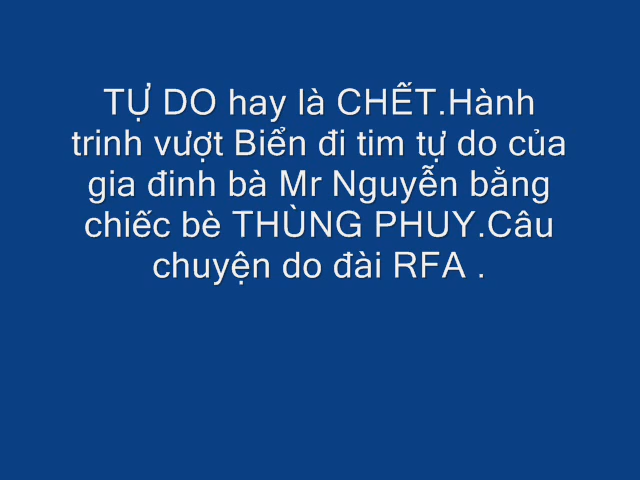 TỰ DO hay là CHẾT.Hành
trinh vượt Biển đi tim tự do của
gia đinh bà Mr Nguyễn bằng
chiếc bè THÙNG PHUY.Câu
chuyện do đài RFA .